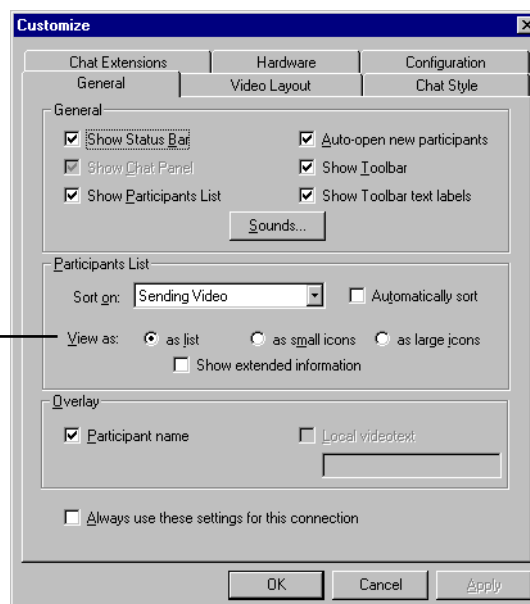 Customize
Chat Extensions Hardware Configuration
General Video Layout Chat Style
General
Show Status Bar Auto-open new participants
Show Chat Panel Show Toolbar
Show Participants List Show Toolbar text labels
Sounds...
Participants List
Sort on: Sending Video Automatically sort
View as: as list as small icons as large icons
Show extended information
Overlay
Participant name Local videotext
Always use these settings for this connection
OK Cancel Apply